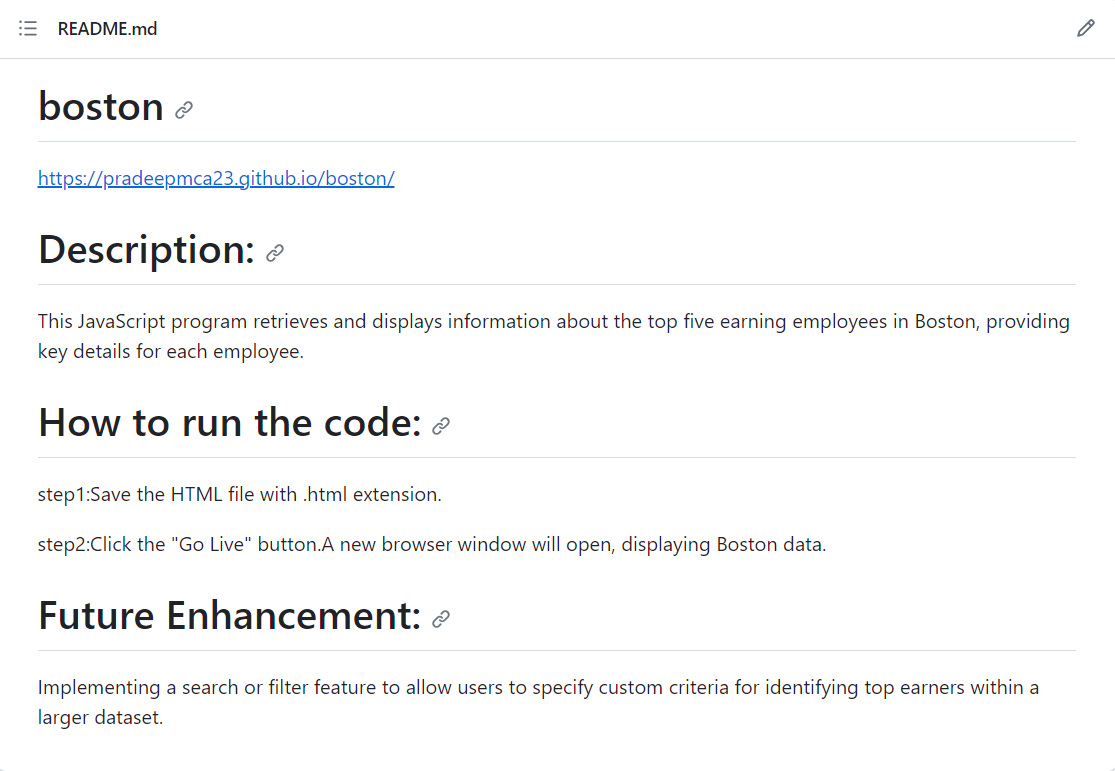 README.md
boston
https://pradeepmca23.github.io/boston/
Description:
This JavaScript program retrieves and displays information about the top five earning employees in Boston, providing
key details for each employee.
How to run the code:
step1:Save the HTML file with .html extension.
step2:Click the "Go Live" button.A new browser window will open, displaying Boston data.
Future Enhancement:
Implementing a search or filter feature to allow users to specify custom criteria for identifying top earners within a
larger dataset.